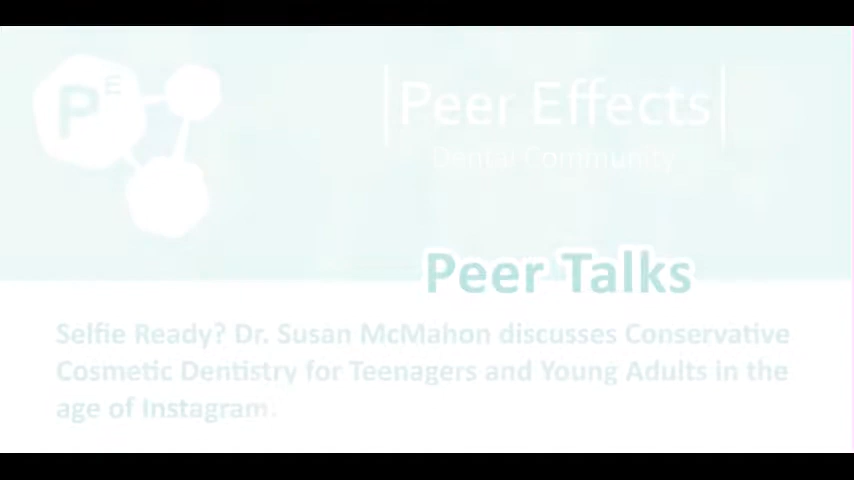 Pm
Peer Effects
Dental Community
Peer Talks
Selfie Ready? Dr. Susan McMahon discusses Conservative
Cosmetic Dentistry for Teenagers and Young Adults in the
age of Instagram.